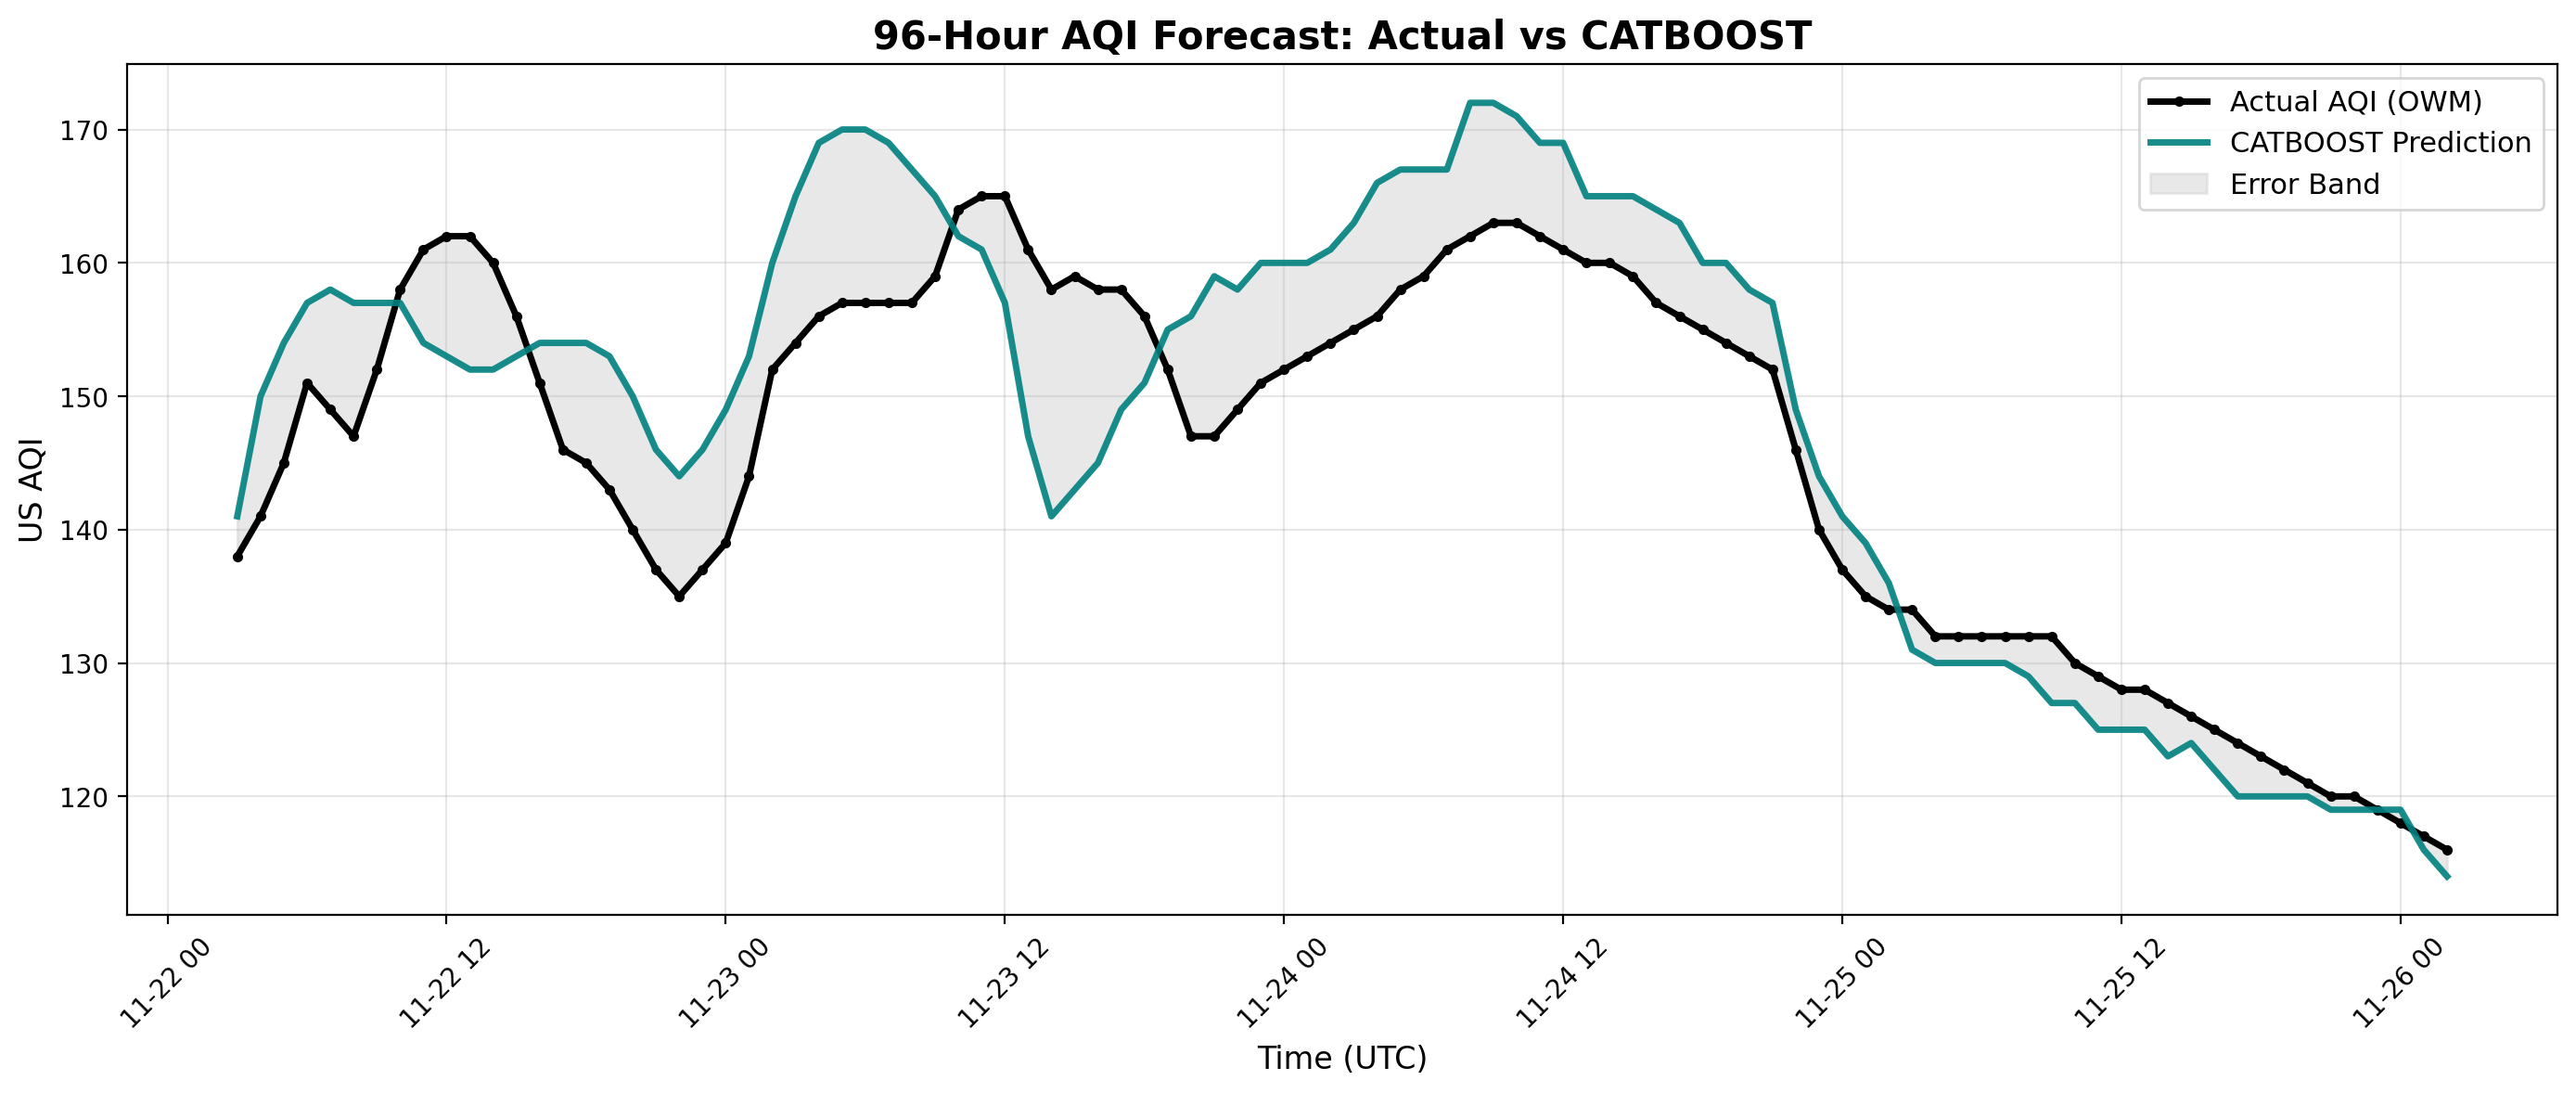 96-Hour AQI Forecast: Actual vs CATBOOST
Actual AQI (OWM)
CATBOOST Prediction
Error Band
US AQI
170
160
150
140
130
120
11-22 00
11-22 12
11-23 00
11-23 12
11-24 00
11-24 12
11-25 00
11-25 12
11-26 00
Time (UTC)